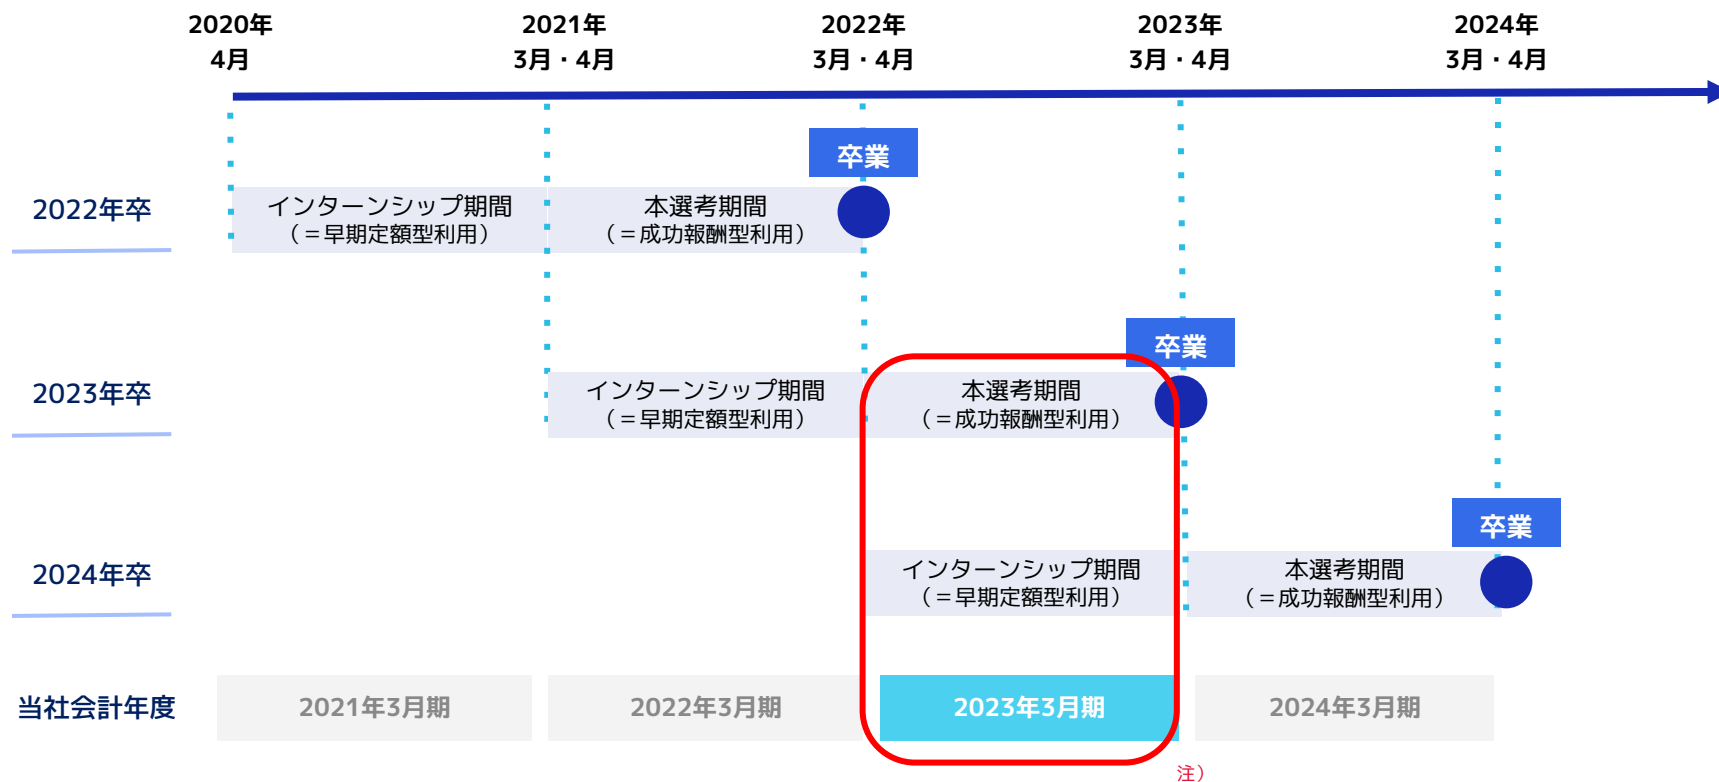 2020年
4月
2021年
3月・4月
2022年
3月・4月
2023年
3月・4月
2024年
3月・4月
卒業
2022年卒
インターンシップ期間
（＝早期定額型利用）
本選考期間
（＝成功報酬型利用）
卒業
2023年卒
インターンシップ期間
（＝早期定額型利用）
本選考期間
（＝成功報酬型利用）
卒業
2024年卒
インターンシップ期間
（＝早期定額型利用）
本選考期間
（＝成功報酬型利用）
当社会計年度
2021年3月期
2022年3月期
2023年3月期
2024年3月期
注）